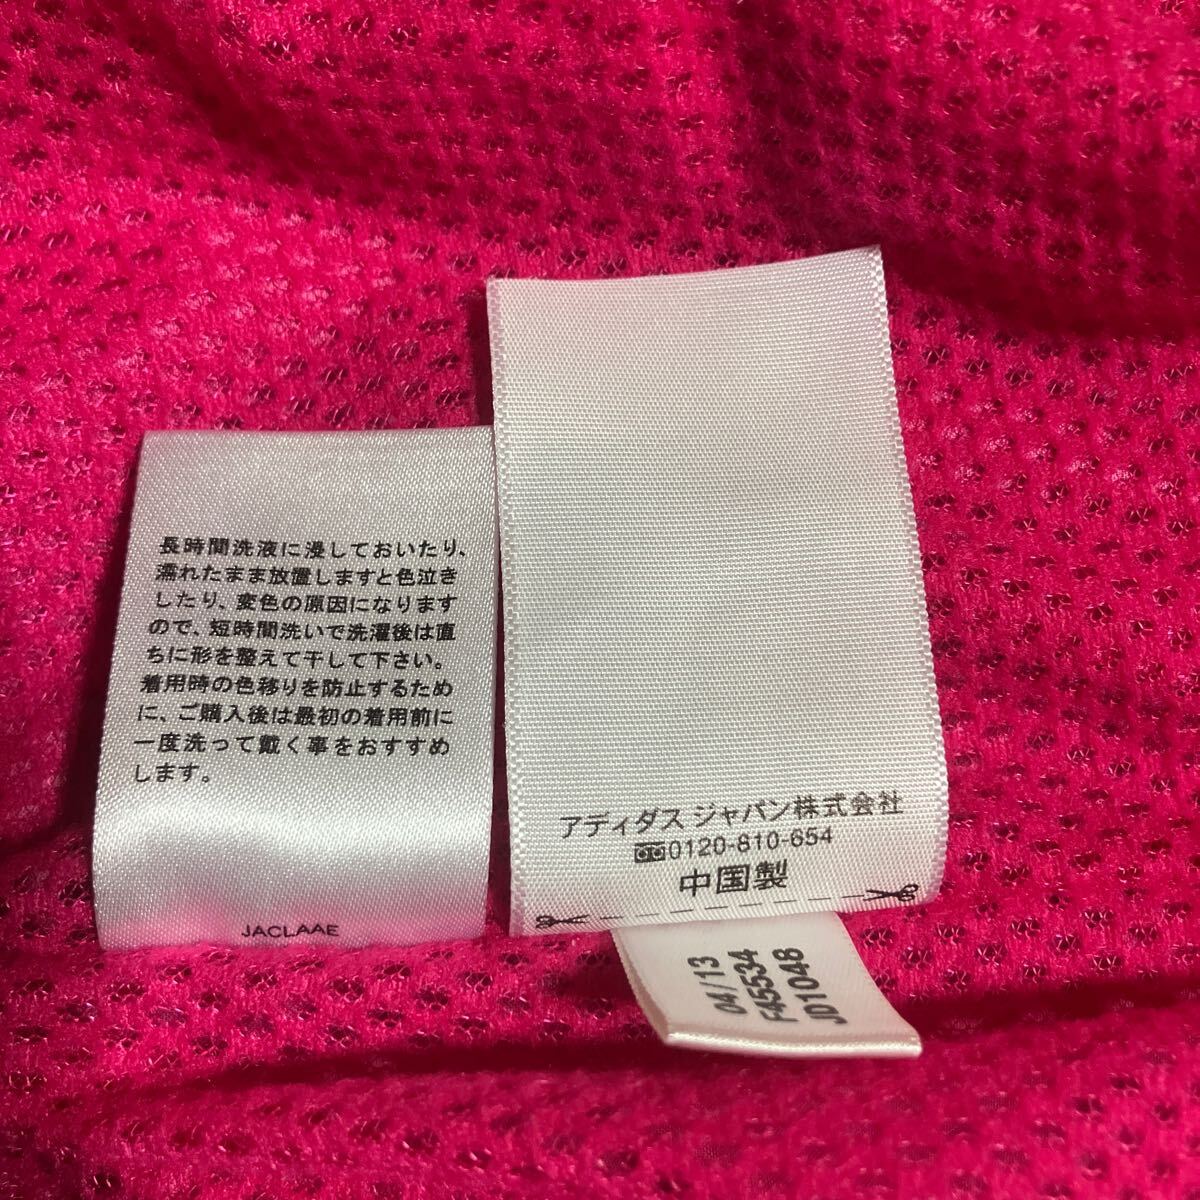 長時間洗液に浸しておいたり、
濡れたまま放置しますと色泣き
したり、変色の原因になります
ので、短時間洗いで洗濯後は直
ちに形を整えて干して下さい。
着用時の色移りを防止するため
に、ご購入後は最初の着用前に
一度洗って戴く事をおすすめ
します。
JACLAAE
アディダス ジャパン株式会社
0120-810-654
中国製
04/13
F45534
JD1048